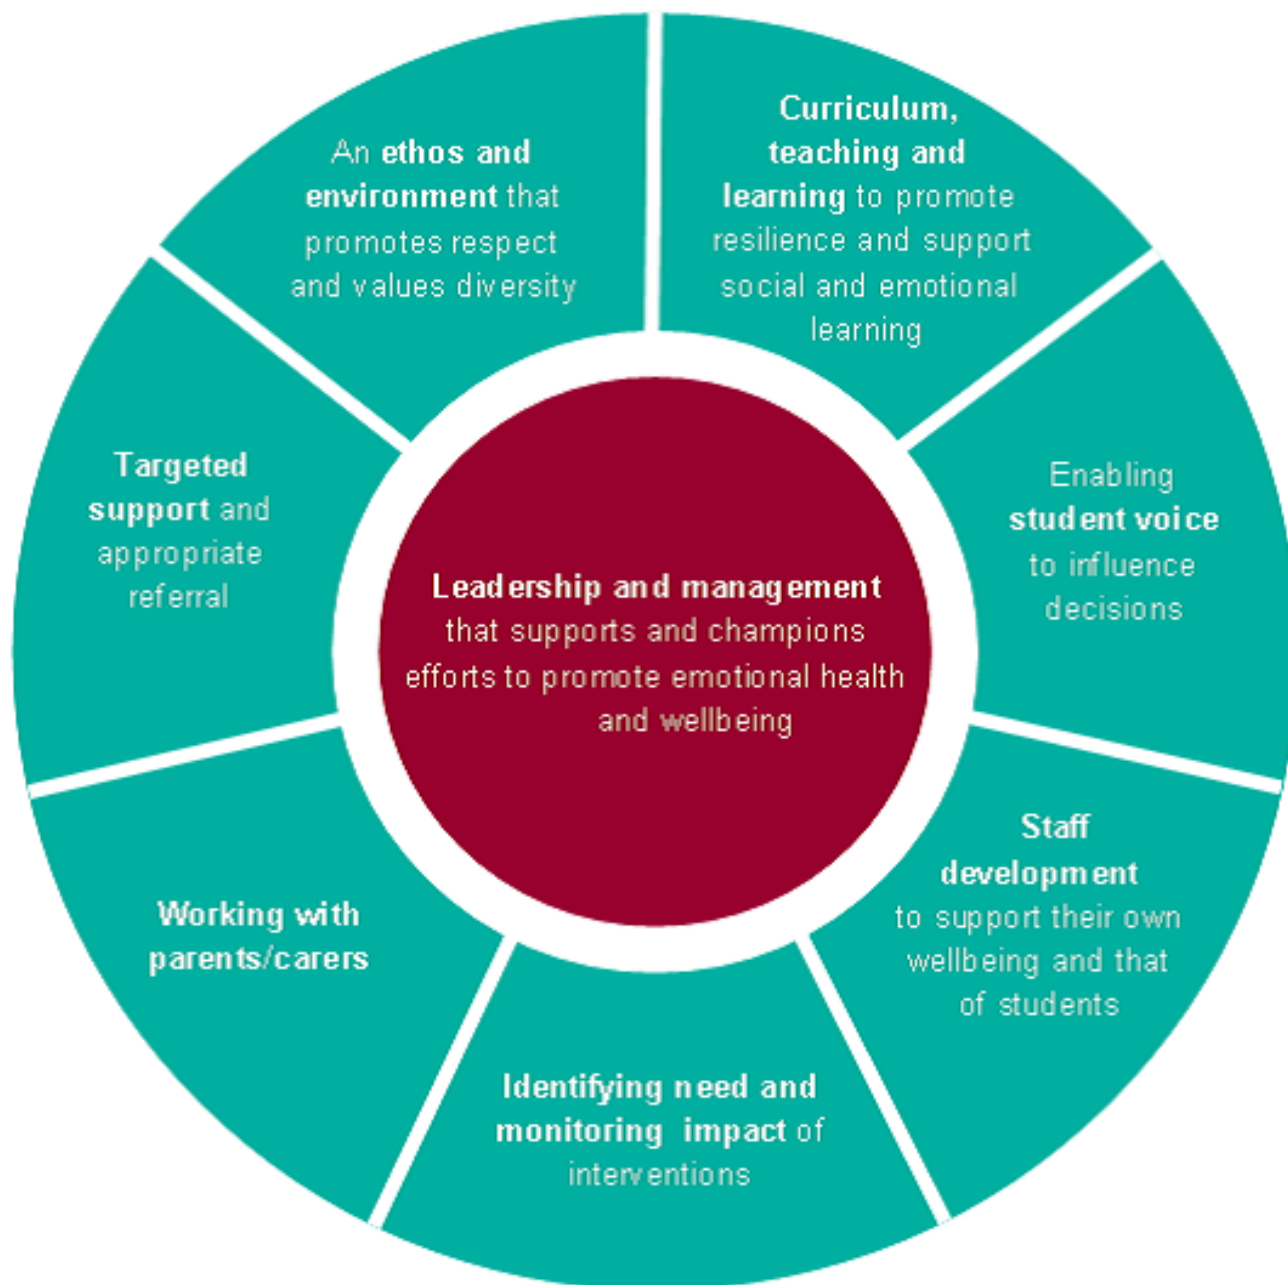 Curriculum,
teaching and
learning to promote
resilience and support
social and emotional
learning
Enabling
student voice
to influence
decisions
Staff
development
to support their own
wellbeing and that
of students
Identifying need and
monitoring impact of
interventions
Working with
parents/carers
Targeted
support and
appropriate
referral
An ethos and
environment that
promotes respect
and values diversity
Leadership and management
that supports and champions
efforts to promote emotional health
and wellbeing